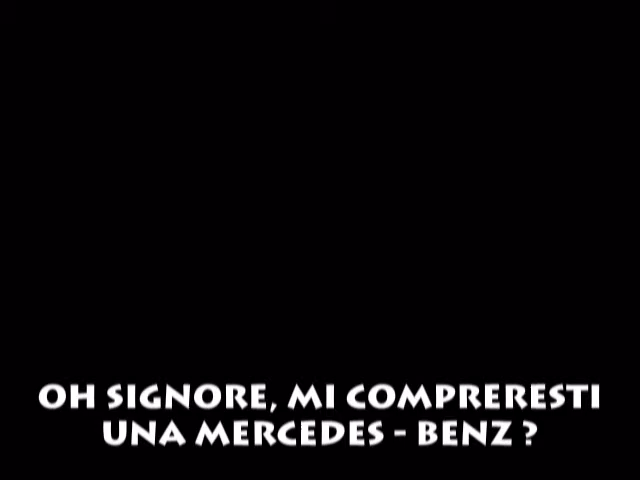 OH SIGNORE, MI COMPRERESTI
UNA MERCEDES - BENZ ?